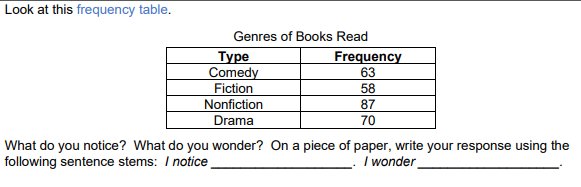 Look at this frequency table.
Genres of Books Read
Type Frequency
Comedy 63
Fiction 58
Nonfiction 87
Drama 70
What do you notice? What do you wonder? On a piece of paper, write your response using the
following sentence stems: I notice ____________________. I wonder ____________________.